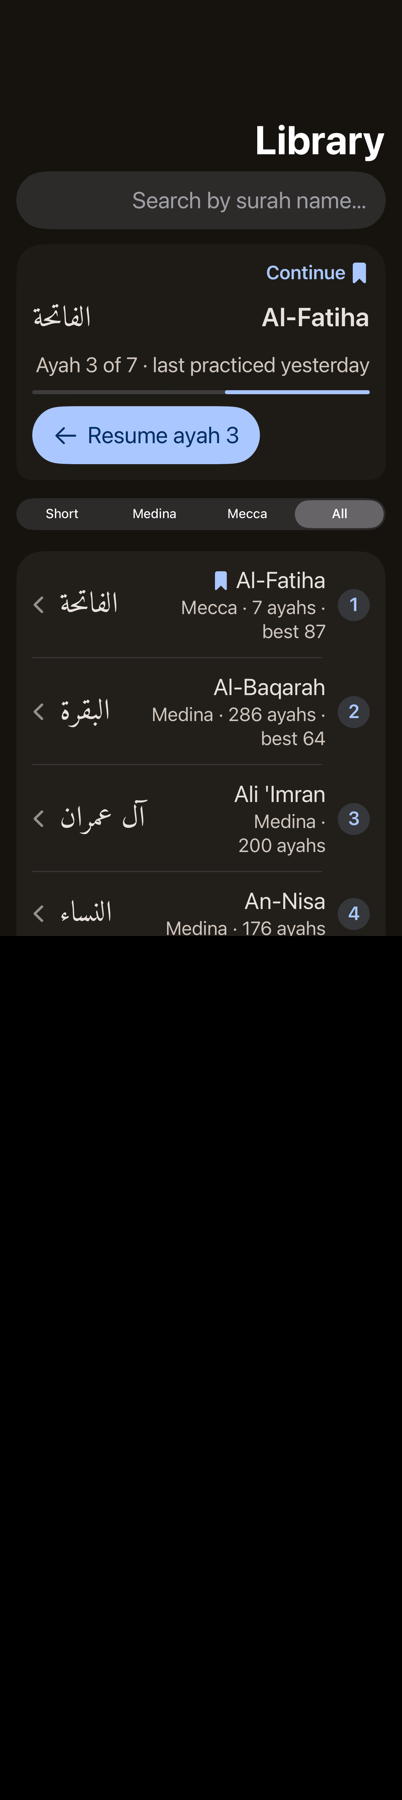 Library
Search by surah name...
Continue
Al-Fatiha
الفاتحة
Ayah 3 of 7 · last practiced yesterday
Resume ayah 3
All
Mecca
Medina
Short
1
Al-Fatiha
Mecca · 7 ayahs ·
best 87
الفاتحة
2
Al-Baqarah
Medina · 286 ayahs ·
best 64
البقرة
3
Ali 'Imran
Medina ·
200 ayahs
آل عمران
4
An-Nisa
Medina · 176 ayahs
النساء